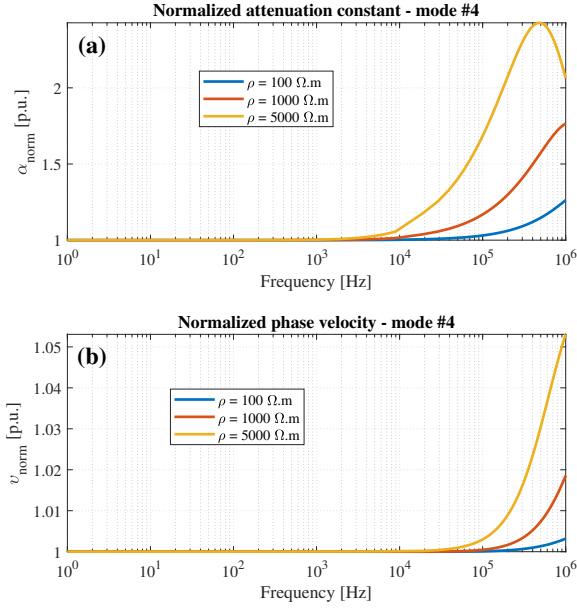 Normalized attenuation constant - mode #4
(a)
ρ = 100 Ω.m
ρ = 1000 Ω.m
ρ = 5000 Ω.m
α_norm [p.u.]
2
1.5
1
10^0 10^1 10^2 10^3 10^4 10^5 10^6
Frequency [Hz]
Normalized phase velocity - mode #4
(b)
ρ = 100 Ω.m
ρ = 1000 Ω.m
ρ = 5000 Ω.m
υ_norm [p.u.]
1.05
1.04
1.03
1.02
1.01
1
10^0 10^1 10^2 10^3 10^4 10^5 10^6
Frequency [Hz]